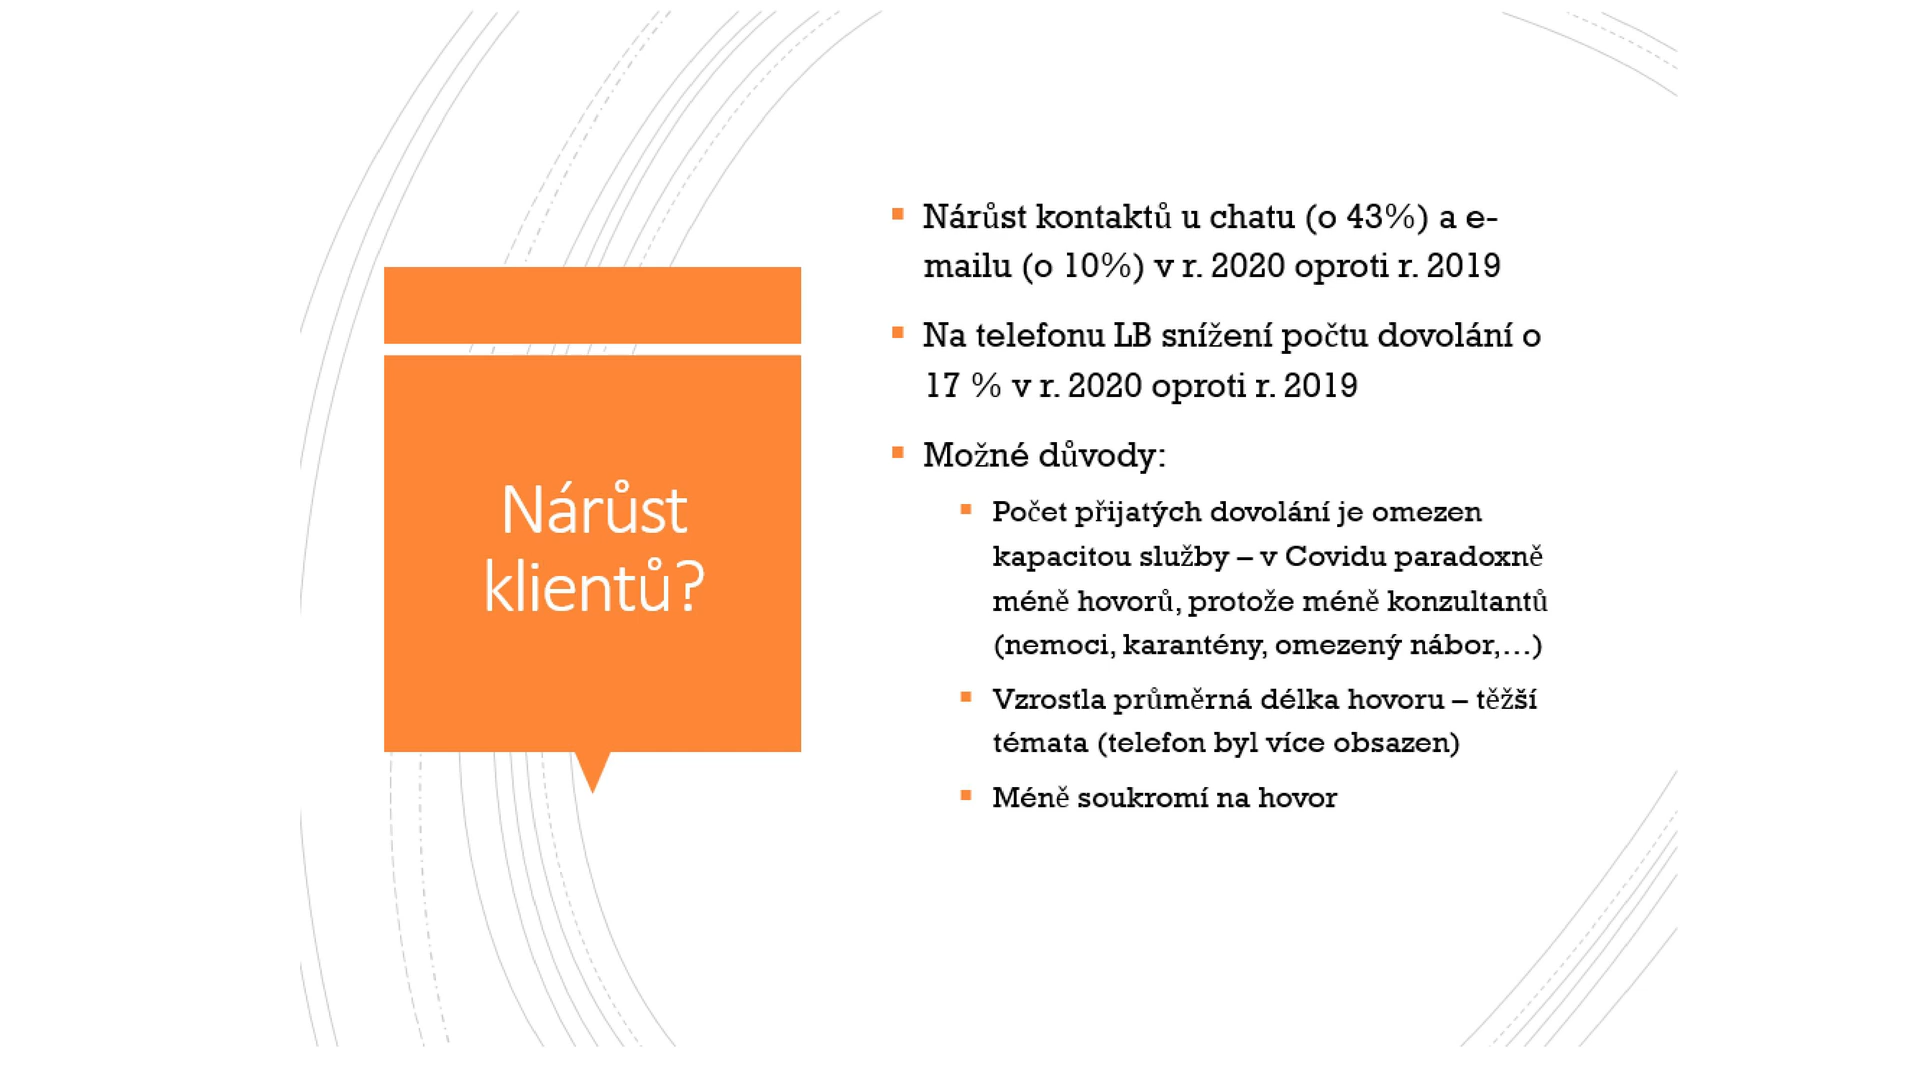 Nárůst
klientů?
Nárůst kontaktů u chatu (o 43%) a e-
mailu (o 10%) v r. 2020 oproti r. 2019
Na telefonu LB snížení počtu dovolání o
17 % v r. 2020 oproti r. 2019
Možné důvody:
Počet přijatých dovolání je omezen
kapacitou služby – v Covidu paradoxně
méně hovorů, protože méně konzultantů
(nemoci, karantény, omezený nábor,…)
Vzrostla průměrná délka hovoru – těžší
témata (telefon byl více obsazen)
Méně soukromí na hovor